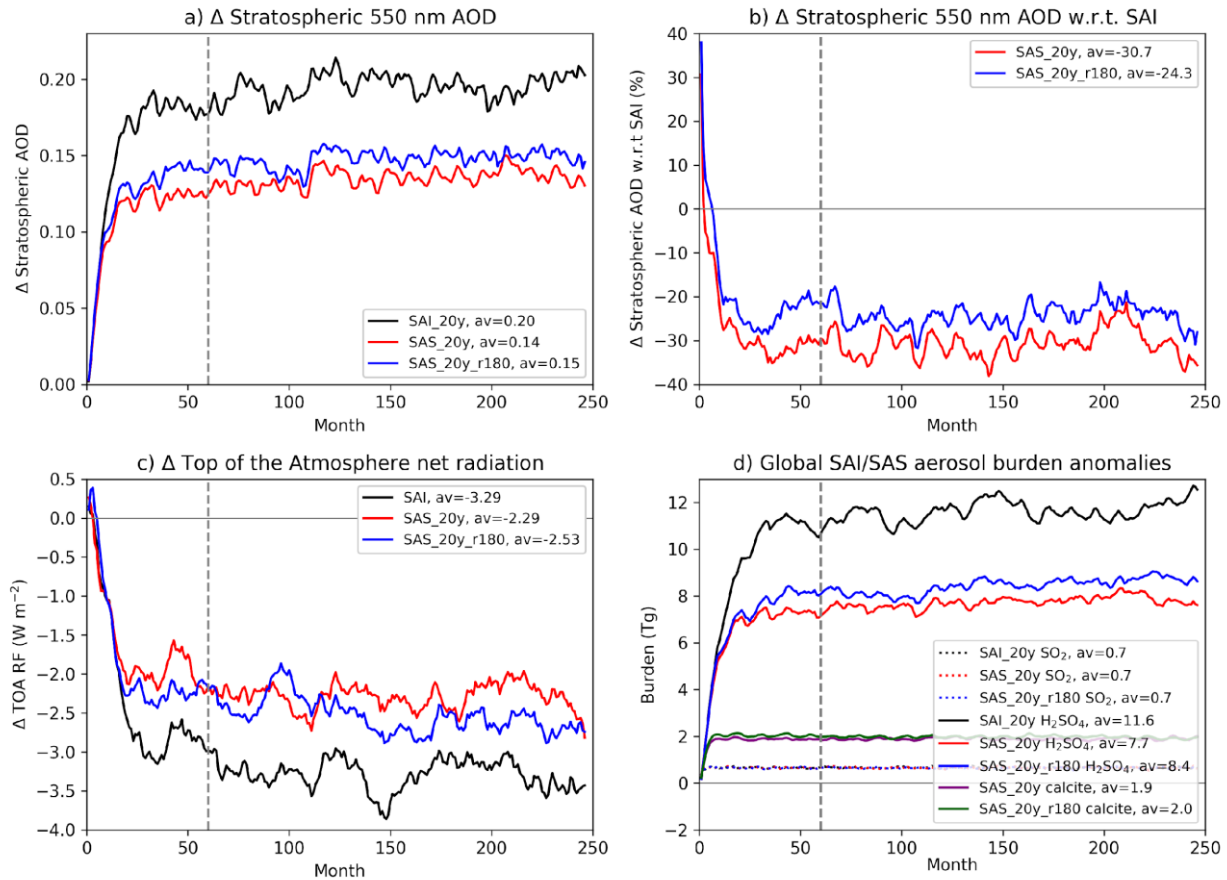 a) Δ Stratospheric 550 nm AOD
Δ Stratospheric AOD
0.20
0.15
0.10
0.05
0.00
SAI_20y, av=0.20
SAS_20y, av=0.14
SAS_20y_r180, av=0.15
0 50 100 150 200 250
Month
b) Δ Stratospheric 550 nm AOD w.r.t. SAI
Δ Stratospheric AOD w.r.t SAI (%)
40
30
20
10
0
−10
−20
−30
−40
SAS_20y, av=-30.7
SAS_20y_r180, av=-24.3
0 50 100 150 200 250
Month
c) Δ Top of the Atmosphere net radiation
Δ TOA RF (W m⁻²)
0.5
0.0
−0.5
−1.0
−1.5
−2.0
−2.5
−3.0
−3.5
−4.0
SAI, av=-3.29
SAS_20y, av=-2.29
SAS_20y_r180, av=-2.53
0 50 100 150 200 250
Month
d) Global SAI/SAS aerosol burden anomalies
Burden (Tg)
12
10
8
6
4
2
0
−2
SAI_20y SO₂, av=0.7
SAS_20y SO₂, av=0.7
SAS_20y_r180 SO₂, av=0.7
SAI_20y H₂SO₄, av=11.6
SAS_20y H₂SO₄, av=7.7
SAS_20y_r180 H₂SO₄, av=8.4
SAS_20y calcite, av=1.9
SAS_20y_r180 calcite, av=2.0
0 50 100 150 200 250
Month